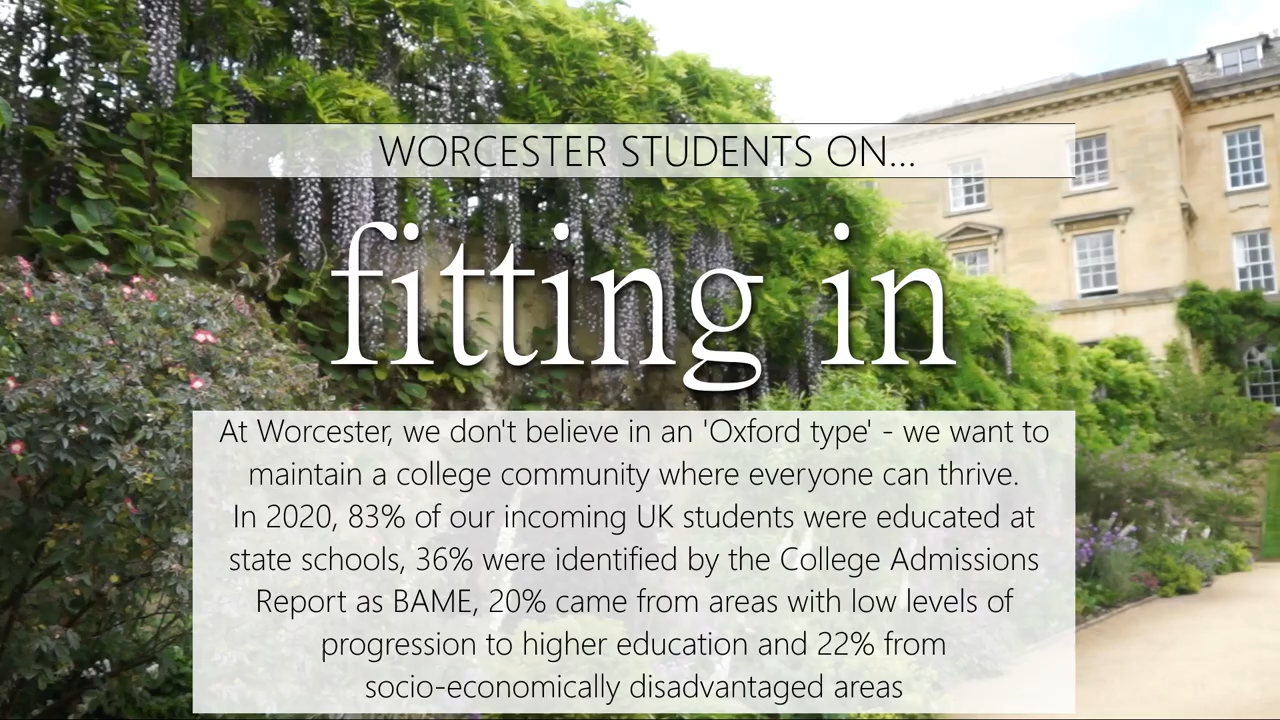 WORCESTER STUDENTS ON...
fitting in
At Worcester, we don't believe in an 'Oxford type' - we want to
maintain a college community where everyone can thrive.
In 2020, 83% of our incoming UK students were educated at
state schools, 36% were identified by the College Admissions
Report as BAME, 20% came from areas with low levels of
progression to higher education and 22% from
socio-economically disadvantaged areas